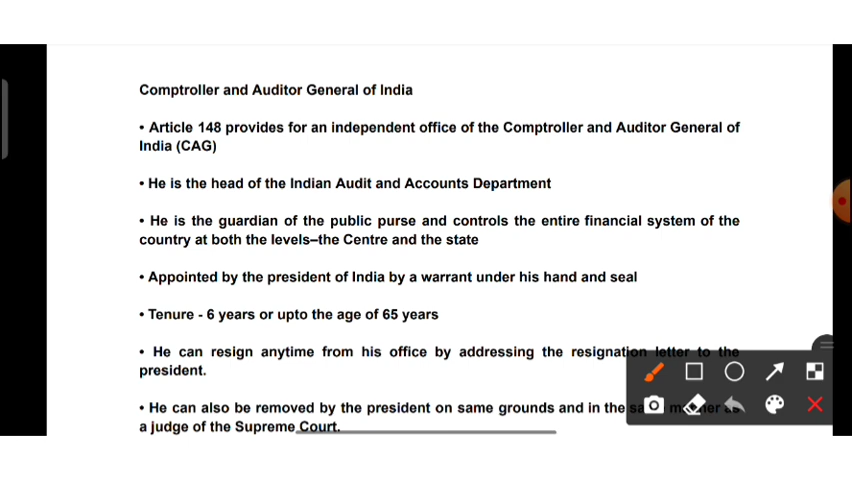 Comptroller and Auditor General of India
• Article 148 provides for an independent office of the Comptroller and Auditor General of
India (CAG)
• He is the head of the Indian Audit and Accounts Department
• He is the guardian of the public purse and controls the entire financial system of the
country at both the levels–the Centre and the state
• Appointed by the president of India by a warrant under his hand and seal
• Tenure - 6 years or upto the age of 65 years
• He can resign anytime from his office by addressing the resignation letter to the
president.
• He can also be removed by the president on same grounds and in the
a judge of the Supreme Court.